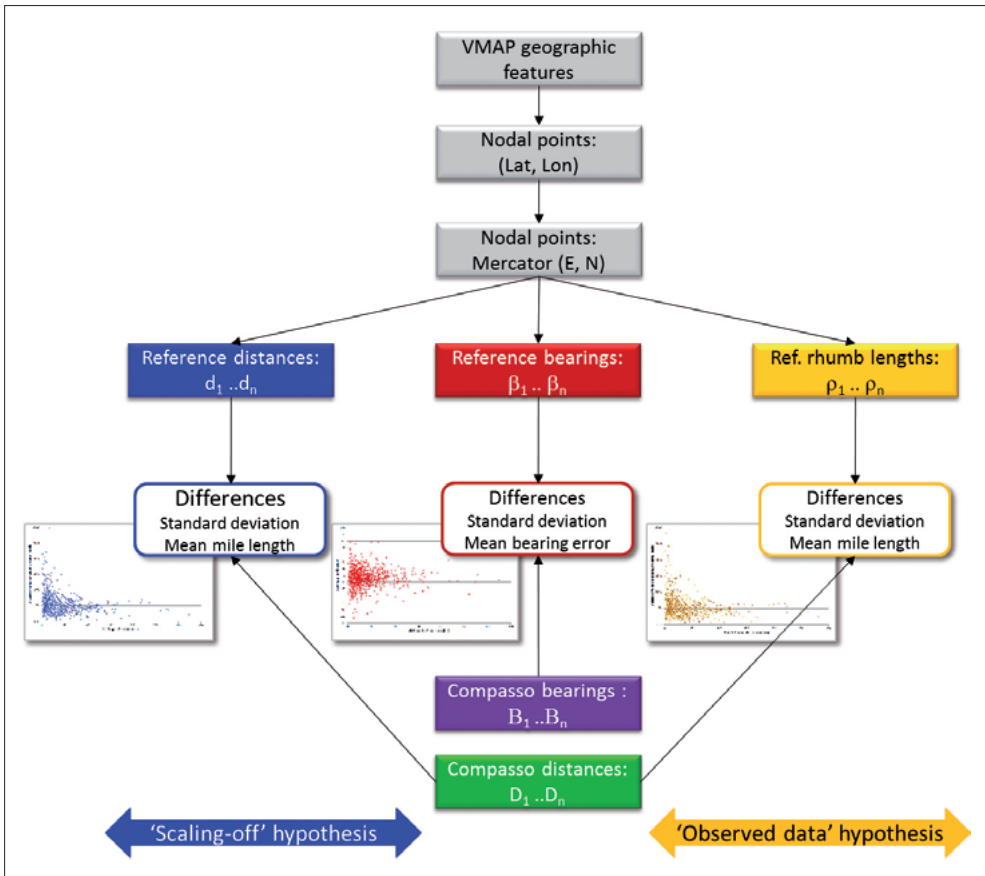 VMAP geographic
features
Nodal points:
(Lat, Lon)
Nodal points:
Mercator (E, N)
Reference distances:
d₁ ..dₙ
Reference bearings:
β₁ .. βₙ
Ref. rhumb lengths:
ρ₁ .. ρₙ
Differences
Standard deviation
Mean mile length
Differences
Standard deviation
Mean bearing error
Differences
Standard deviation
Mean mile length
Compasso bearings :
B₁ ..Bₙ
Compasso distances:
D₁ ..Dₙ
‘Scaling-off’ hypothesis
‘Observed data’ hypothesis